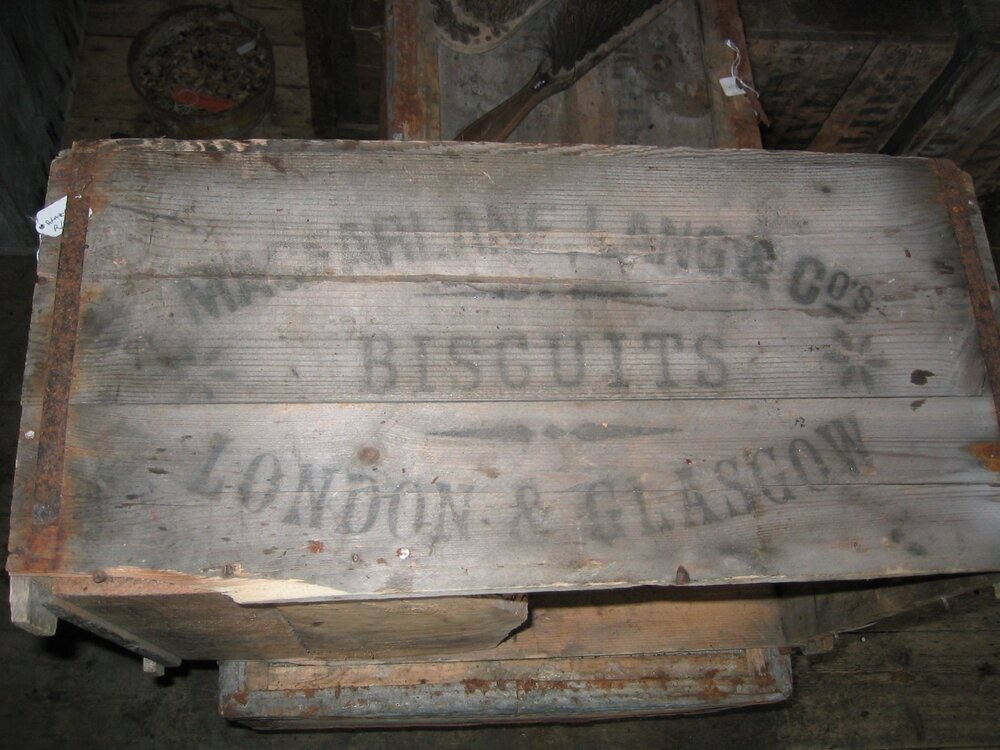 MACFARLANE LANG & Co's
BISCUITS
LONDON & GLASGOW